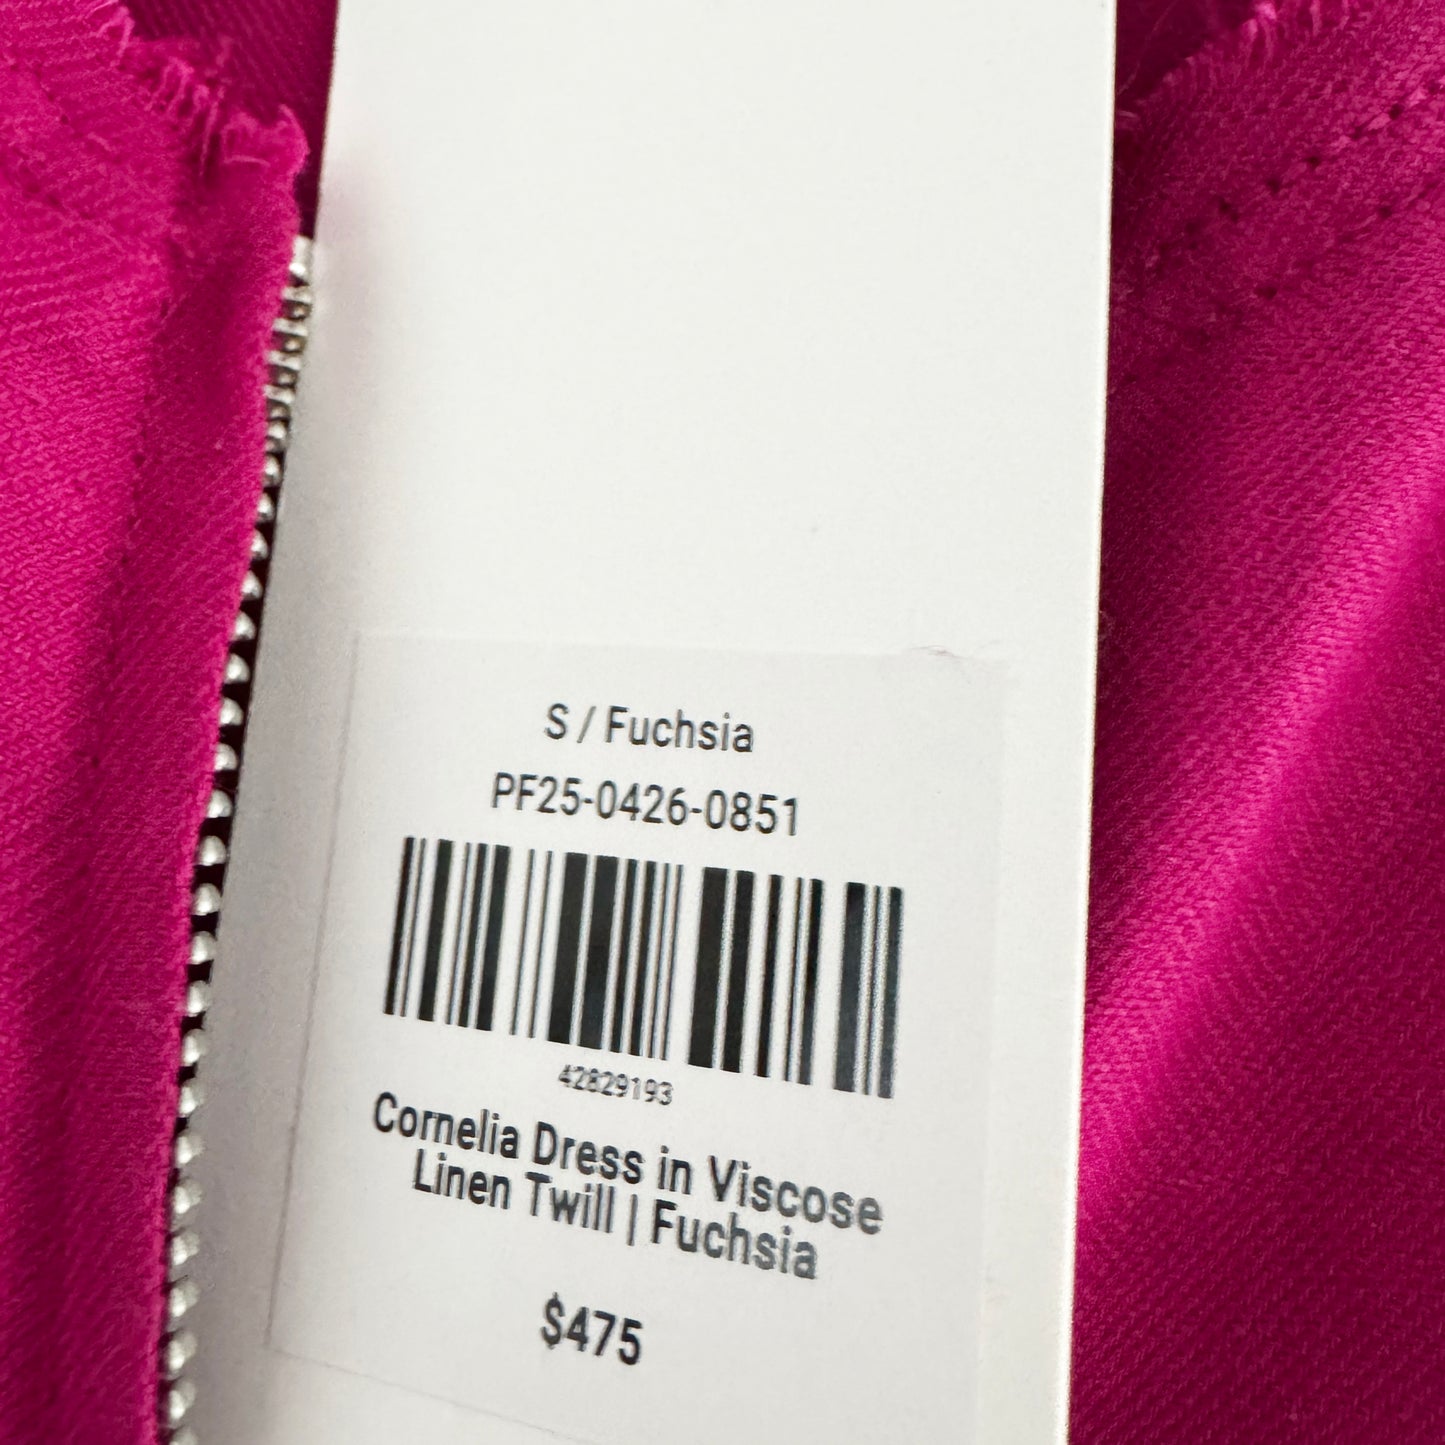 S / Fuchsia
PF25-0426-0851
42829193
Cornelia Dress in Viscose
Linen Twill | Fuchsia
$475